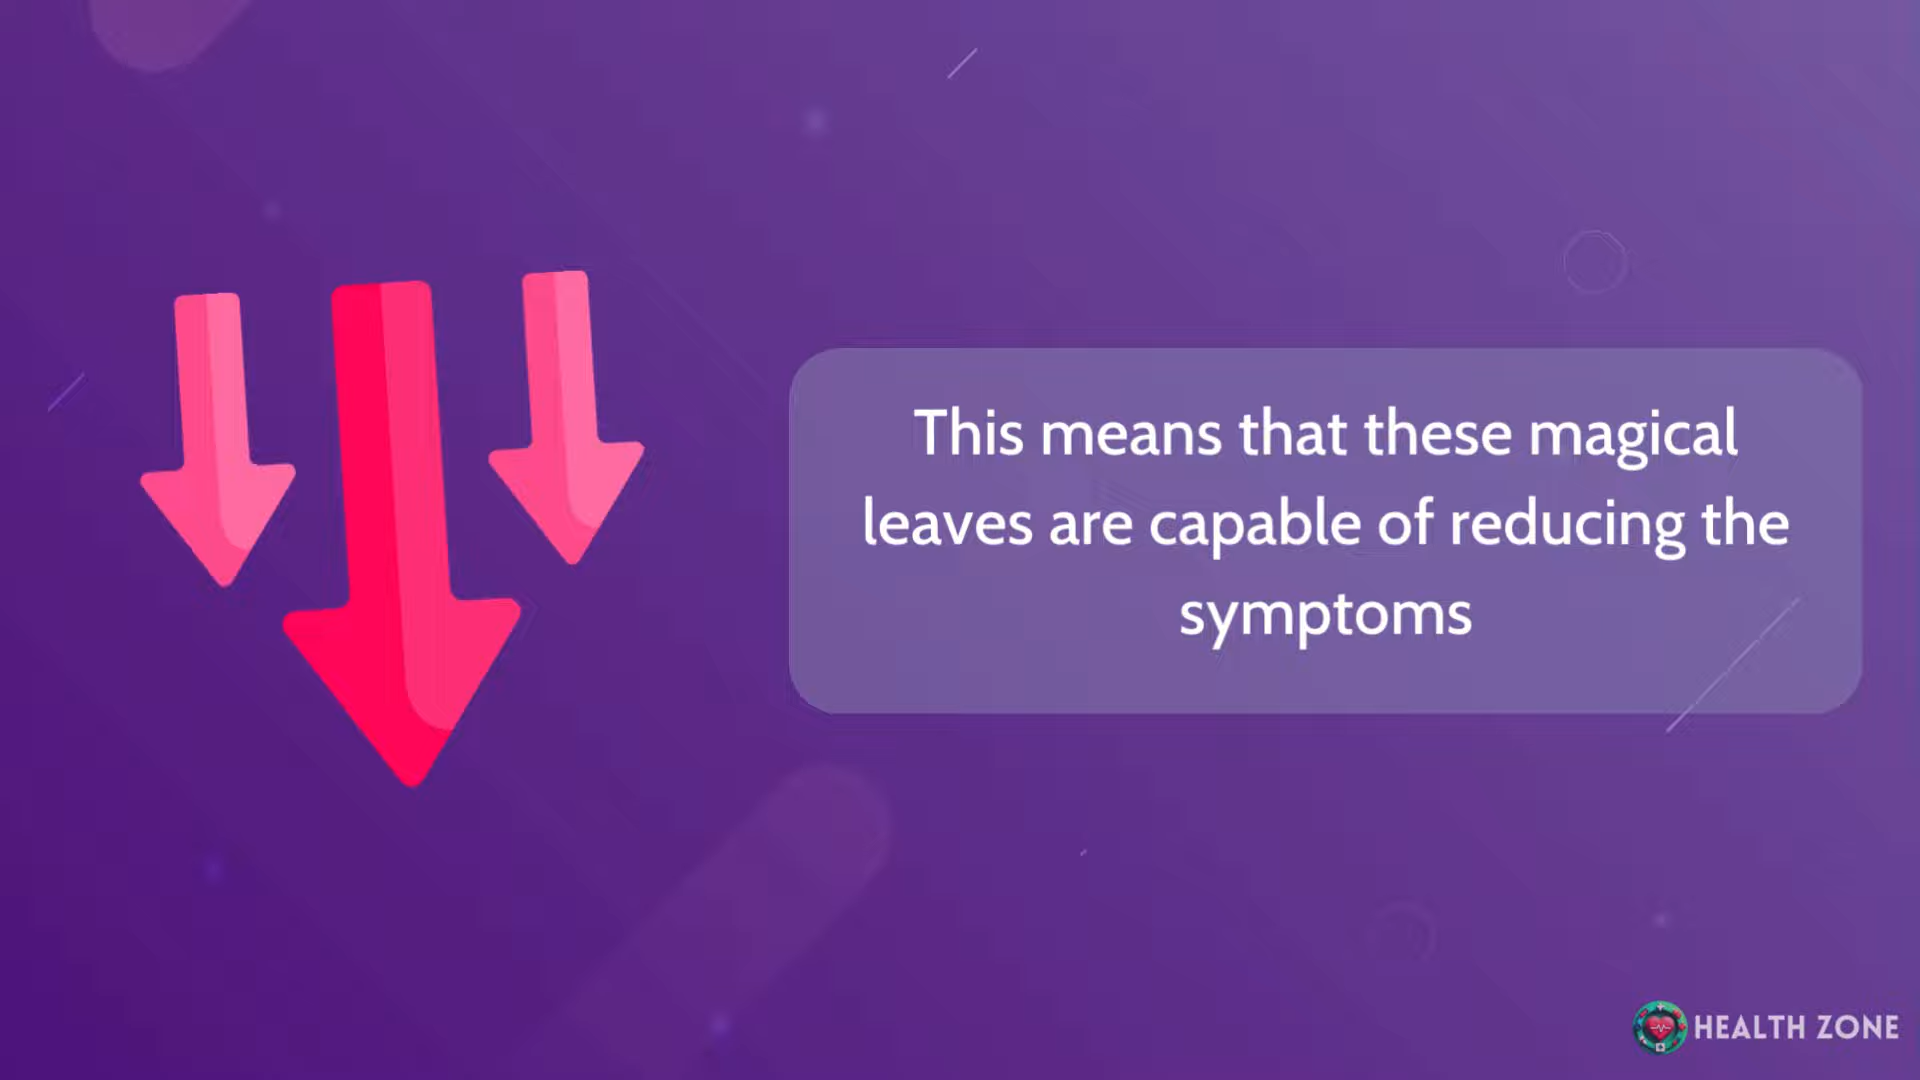 This means that these magical
leaves are capable of reducing the
symptoms
HEALTH ZONE